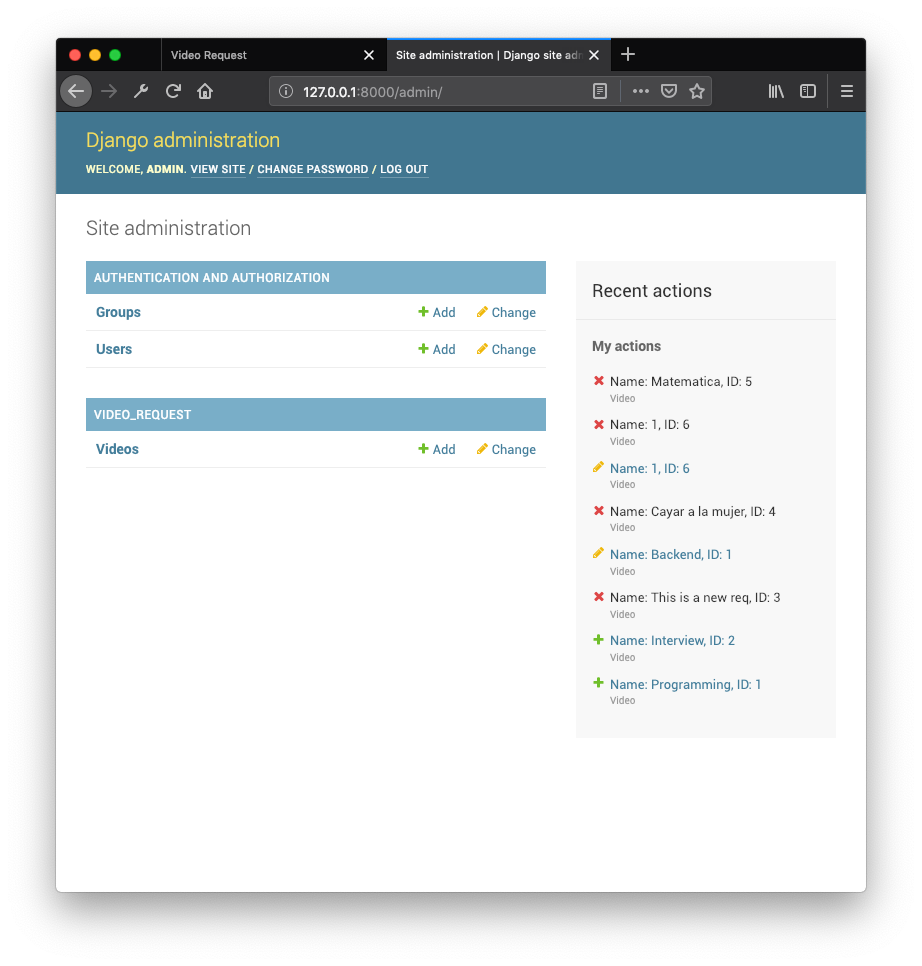 Video Request
Site administration | Django site adm
127.0.0.1:8000/admin/
Django administration
WELCOME, ADMIN. VIEW SITE / CHANGE PASSWORD / LOG OUT
Site administration
AUTHENTICATION AND AUTHORIZATION
Groups Add Change
Users Add Change
VIDEO_REQUEST
Videos Add Change
Recent actions
My actions
Name: Matematica, ID: 5
Video
Name: 1, ID: 6
Video
Name: 1, ID: 6
Video
Name: Cayar a la mujer, ID: 4
Video
Name: Backend, ID: 1
Video
Name: This is a new req, ID: 3
Video
Name: Interview, ID: 2
Video
Name: Programming, ID: 1
Video